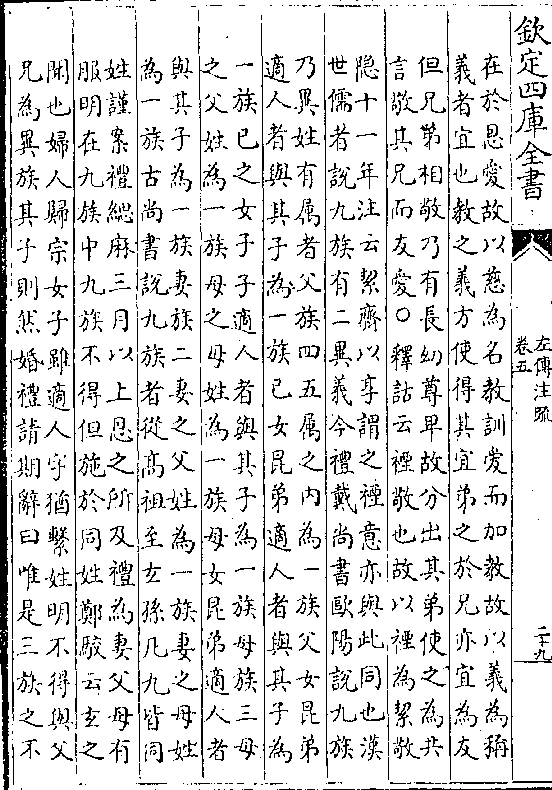 欽定四庫全書
左傳注疏
卷五
二十九
在於恩愛故以慈為名教訓愛而加教故以義為稱
義者宜也教之義方使得其宜弟之於兄亦宜為友
但兄弟相敬乃有長幼尊卑故分出其弟使之為共
言敬其兄而友愛○釋詁云禋敬也故以禋為絜敬
隱十一年注云絜齊以享謂之禋意亦與此同也漢
世儒者說九族有二異義今禮戴尚書歐陽說九族
乃異姓有属者父族四五属之內為一族父女昆弟
適人者與其子為一族已女昆弟適人者與其子為
一族已之女子子適人者與其子為一族母族三母
之父姓為一族母之母姓為一族母女昆弟適人者
與其子為一族妻族二妻之父姓為一族妻之母姓
為一族古尚書說九族者從髙祖至玄孫凡九皆同
姓謹案禮緦麻三月以上恩之所及禮為妻父母有
服明在九族中九族不得但施於同姓鄭駮云玄之
聞也婦人歸宗女子雖適人字猶繫姓明不得與父
兄為異族其子則然婚禮請期辭曰唯是三族之不